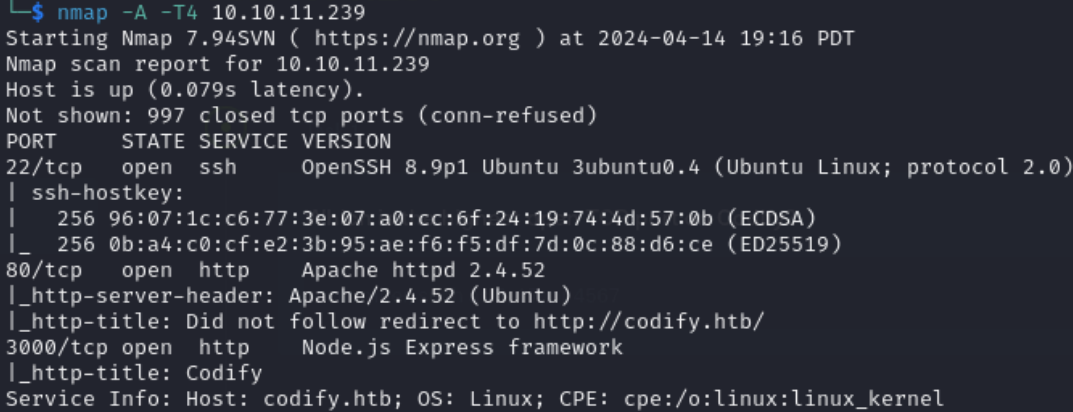 └─$ nmap -A -T4 10.10.11.239
Starting Nmap 7.94SVN ( https://nmap.org ) at 2024-04-14 19:16 PDT
Nmap scan report for 10.10.11.239
Host is up (0.079s latency).
Not shown: 997 closed tcp ports (conn-refused)
PORT     STATE SERVICE VERSION
22/tcp   open  ssh     OpenSSH 8.9p1 Ubuntu 3ubuntu0.4 (Ubuntu Linux; protocol 2.0)
| ssh-hostkey:
|   256 96:07:1c:c6:77:3e:07:a0:cc:6f:24:19:74:4d:57:0b (ECDSA)
|_  256 0b:a4:c0:cf:e2:3b:95:ae:f6:f5:df:7d:0c:88:d6:ce (ED25519)
80/tcp   open  http    Apache httpd 2.4.52
|_http-server-header: Apache/2.4.52 (Ubuntu)
|_http-title: Did not follow redirect to http://codify.htb/
3000/tcp open  http    Node.js Express framework
|_http-title: Codify
Service Info: Host: codify.htb; OS: Linux; CPE: cpe:/o:linux:linux_kernel